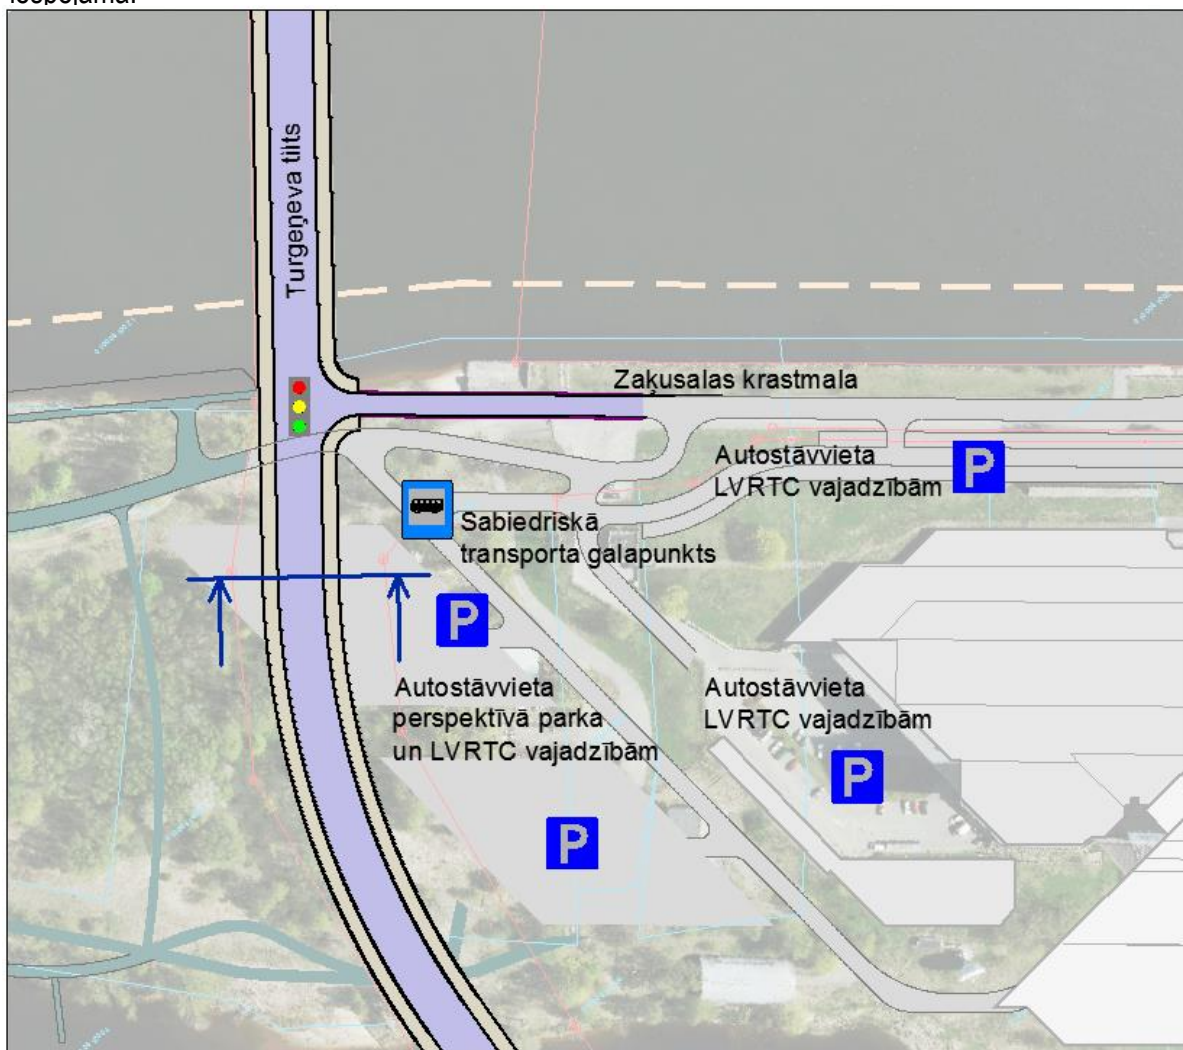 Turgeņeva tilts
Zaķusalas krastmala
Autostāvvieta
LVRTC vajadzībām
P
Sabiedriskā
transporta galapunkts
P
Autostāvvieta
perspektīvā parka
un LVRTC vajadzībām
Autostāvvieta
LVRTC vajadzībām
P
P